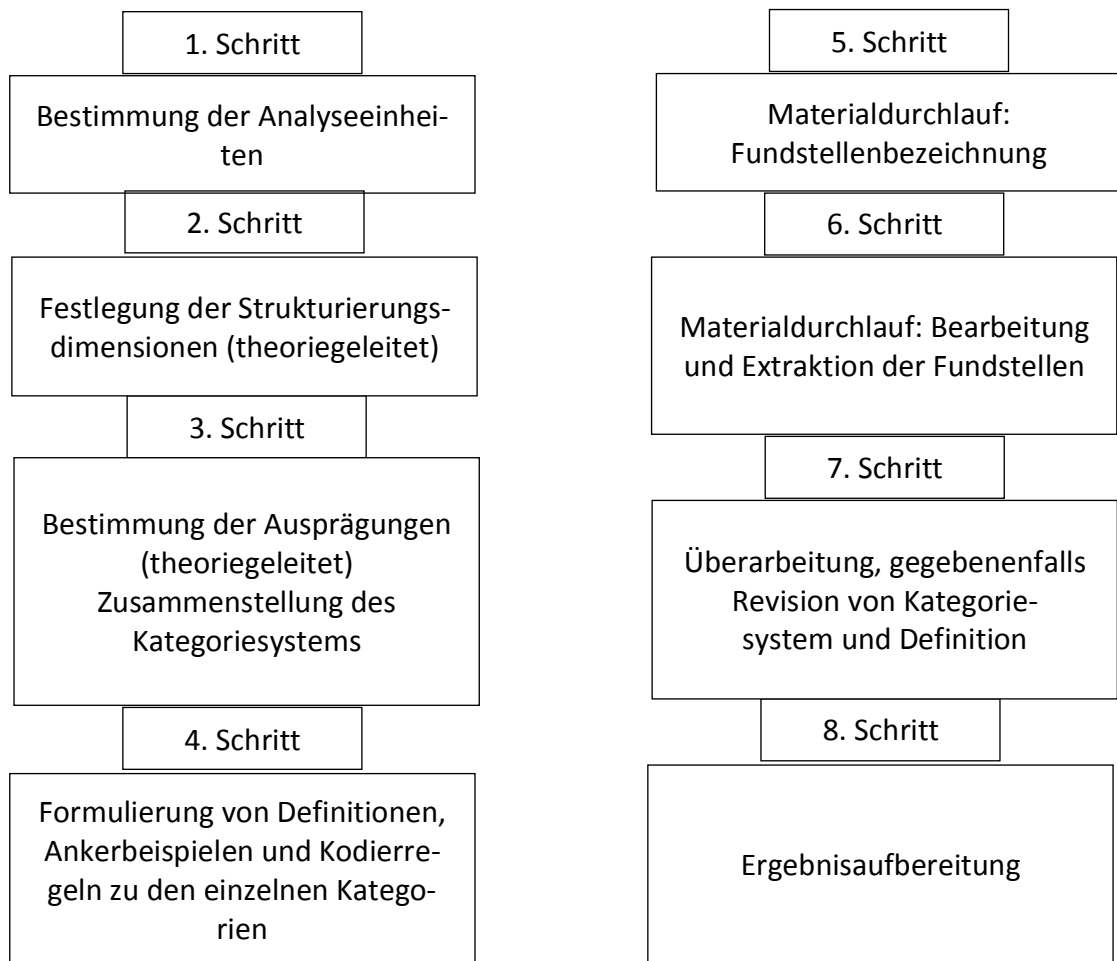 1. Schritt
Bestimmung der Analyseeinhei-
ten
2. Schritt
Festlegung der Strukturierungs-
dimensionen (theoriegeleitet)
3. Schritt
Bestimmung der Ausprägungen
(theoriegeleitet)
Zusammenstellung des
Kategoriesystems
4. Schritt
Formulierung von Definitionen,
Ankerbeispielen und Kodierre-
geln zu den einzelnen Katego-
rien
5. Schritt
Materialdurchlauf:
Fundstellenbezeichnung
6. Schritt
Materialdurchlauf: Bearbeitung
und Extraktion der Fundstellen
7. Schritt
Überarbeitung, gegebenenfalls
Revision von Kategorie-
system und Definition
8. Schritt
Ergebnisaufbereitung